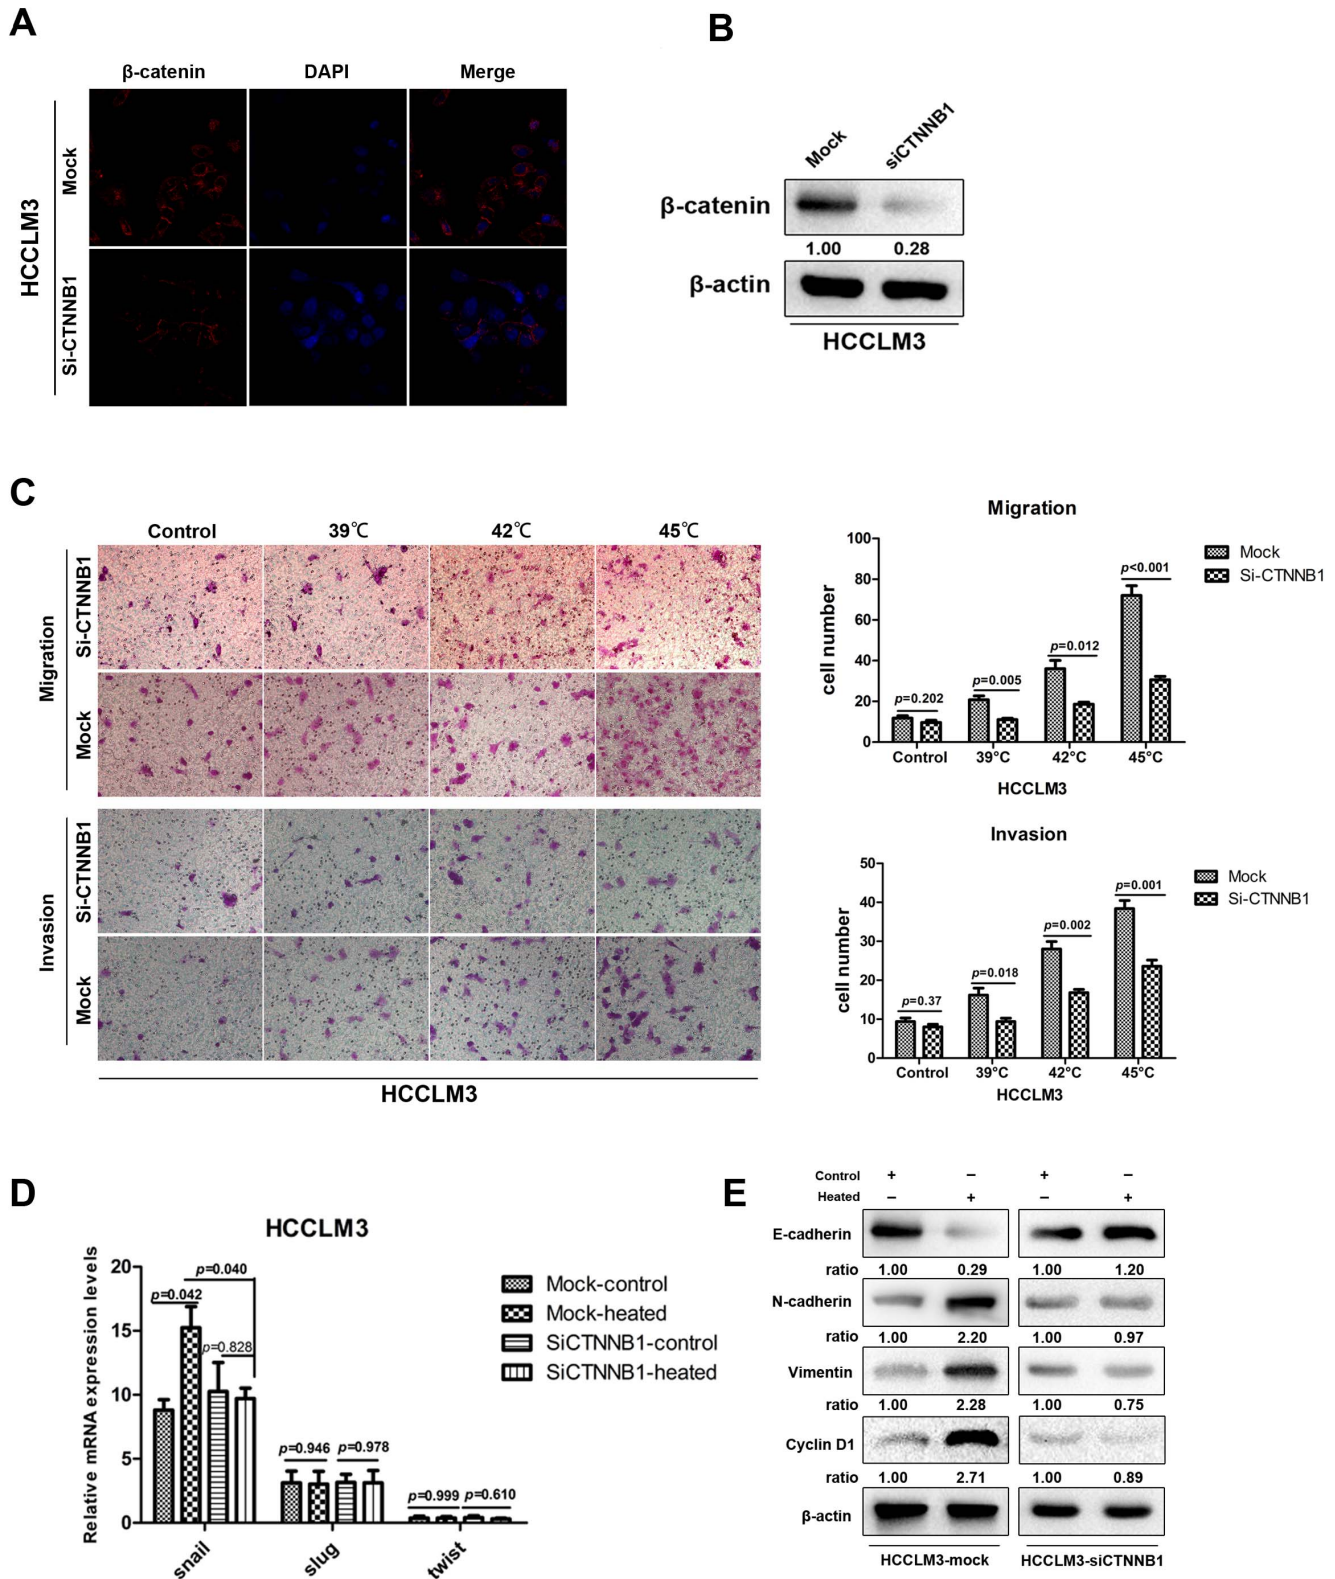 A
β-catenin DAPI Merge
HCCLM3
Mock
Si-CTNNB1
B
Mock siCTNNB1
β-catenin
1.00 0.28
β-actin
HCCLM3
C
Control 39℃ 42℃ 45℃
Migration
Si-CTNNB1
Mock
Invasion
Si-CTNNB1
Mock
HCCLM3
Migration
cell number
100
80
60
40
20
0
p=0.202
p=0.005
p=0.012
p<0.001
Control 39°C 42°C 45°C
HCCLM3
Mock
Si-CTNNB1
Invasion
cell number
50
40
30
20
10
0
p=0.37
p=0.018
p=0.002
p=0.001
Control 39°C 42°C 45°C
HCCLM3
Mock
Si-CTNNB1
D
HCCLM3
Relative mRNA expression levels
20
15
10
5
0
p=0.040
p=0.042
p=0.828
p=0.946 p=0.978
p=0.999 p=0.610
snail slug twist
Mock-control
Mock-heated
SiCTNNB1-control
SiCTNNB1-heated
E
Control + − + −
Heated − + − +
E-cadherin
ratio 1.00 0.29 1.00 1.20
N-cadherin
ratio 1.00 2.20 1.00 0.97
Vimentin
ratio 1.00 2.28 1.00 0.75
Cyclin D1
ratio 1.00 2.71 1.00 0.89
β-actin
HCCLM3-mock HCCLM3-siCTNNB1